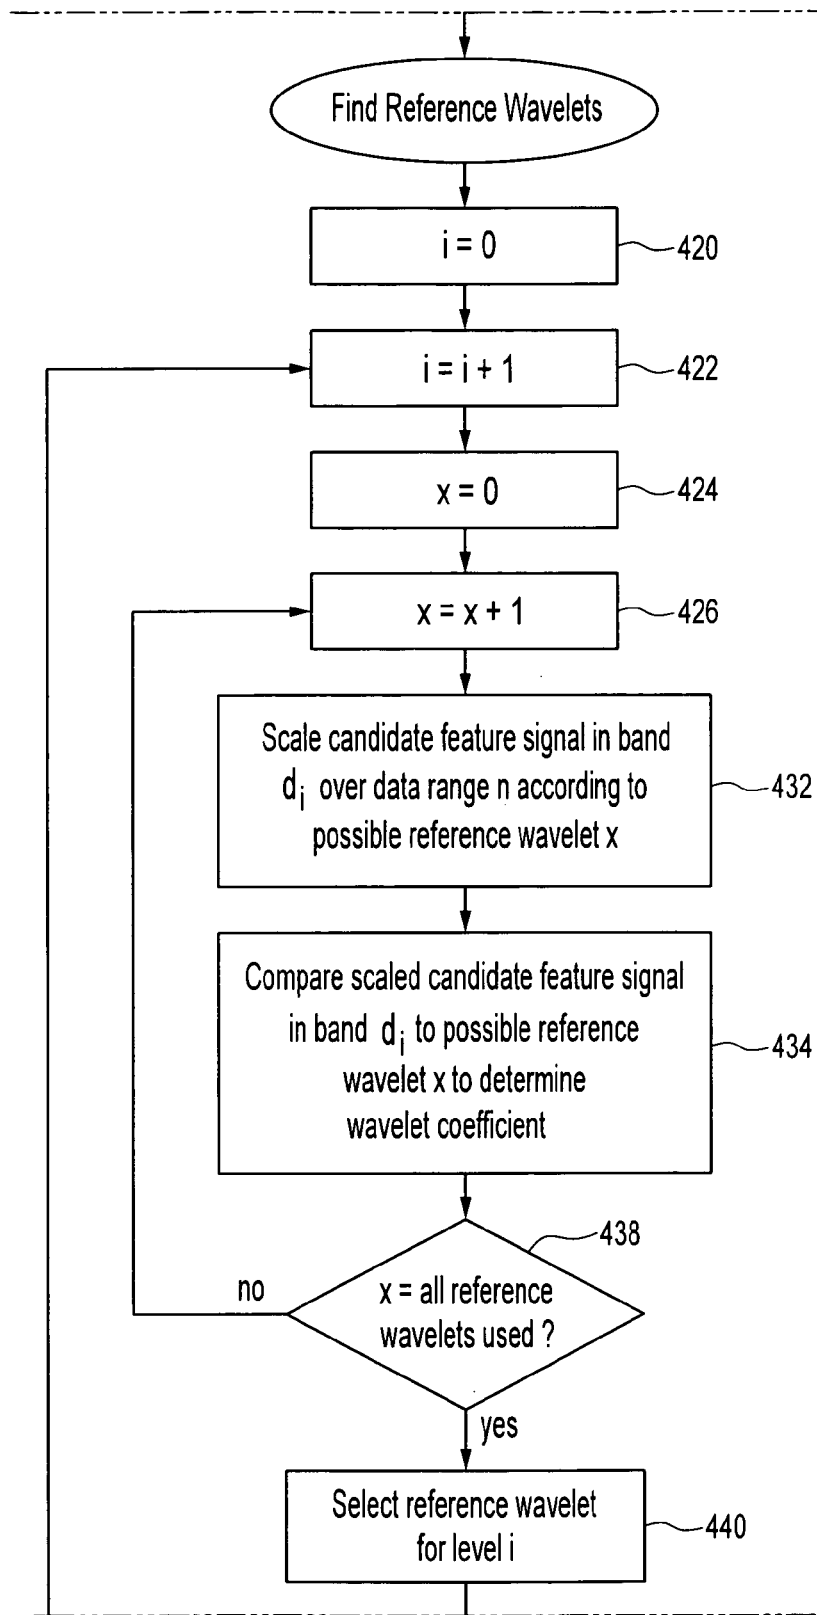 Find Reference Wavelets
i = 0
420
i = i + 1
422
x = 0
424
x = x + 1
426
Scale candidate feature signal in band
di over data range n according to
possible reference wavelet x
432
Compare scaled candidate feature signal
in band di to possible reference
wavelet x to determine
wavelet coefficient
434
438
no
x = all reference
wavelets used ?
yes
Select reference wavelet
for level i
440